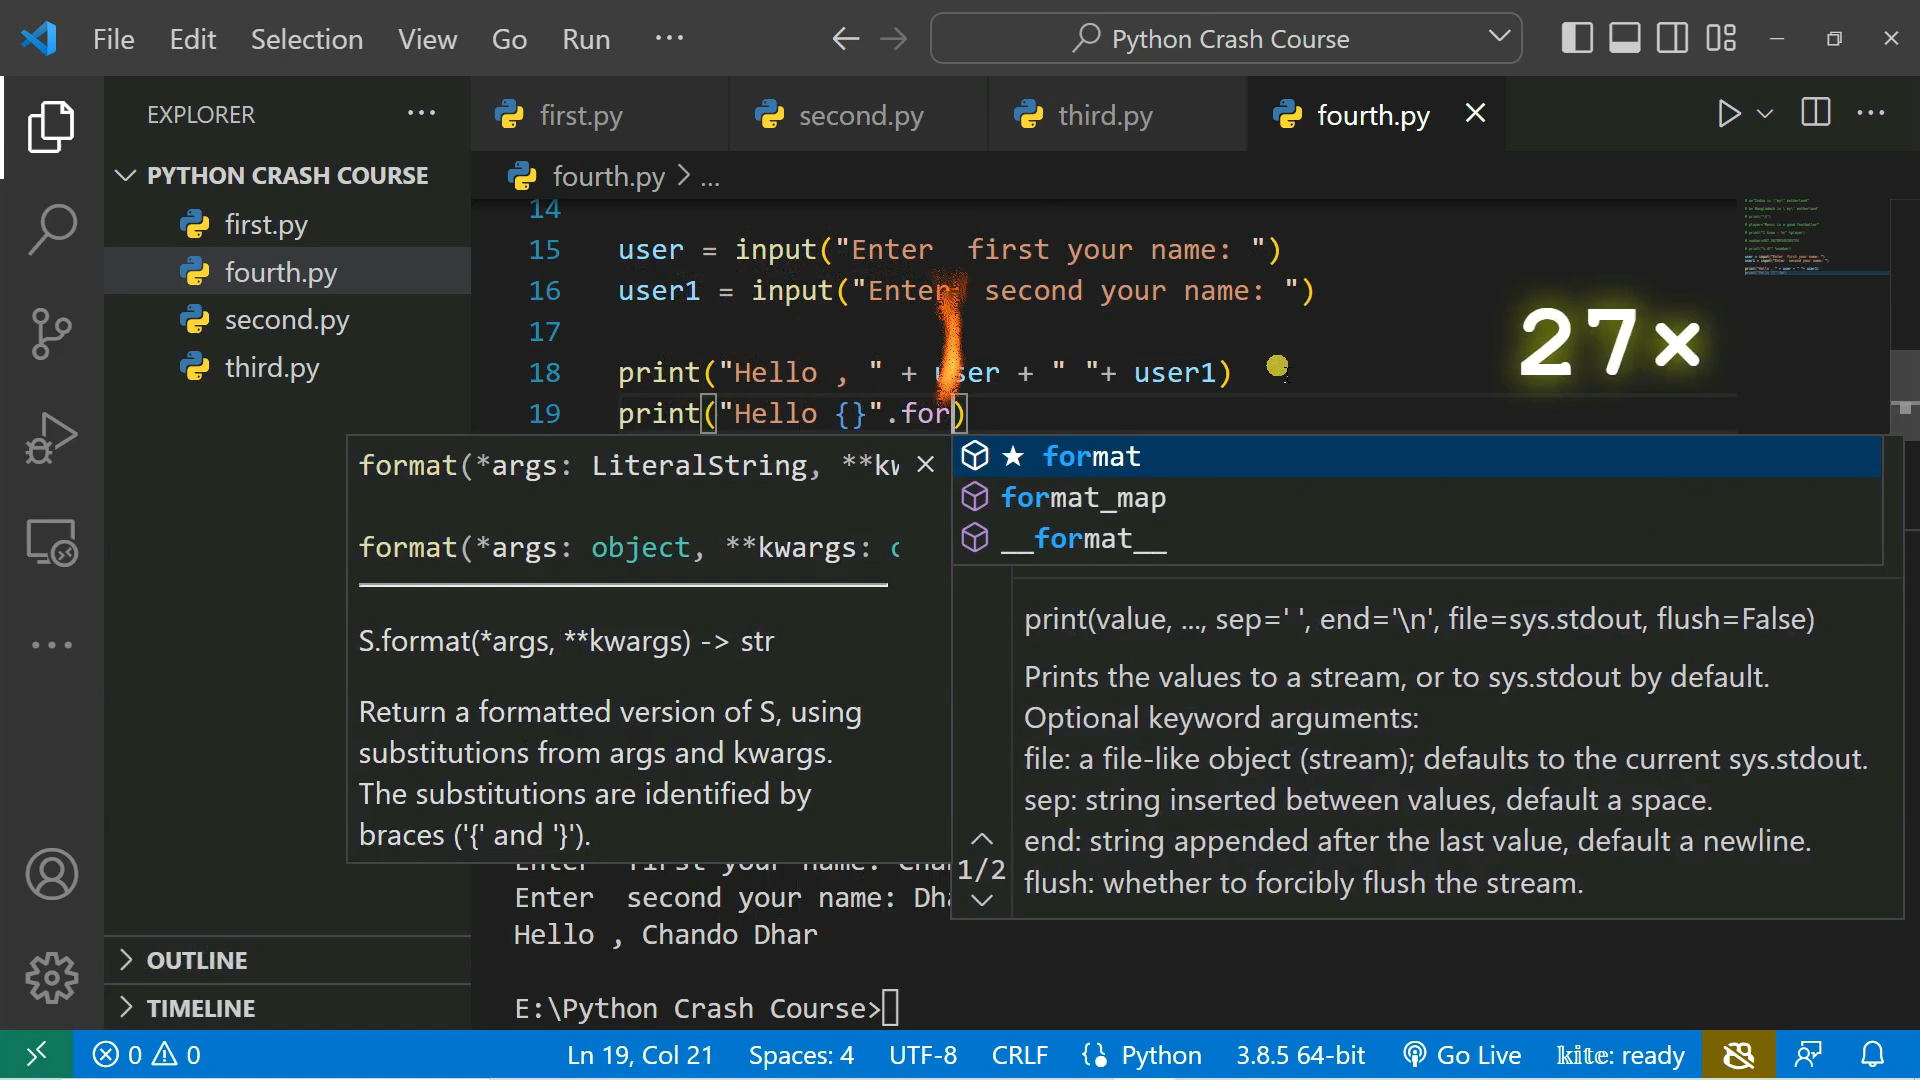 File Edit Selection View Go Run ...
Python Crash Course
EXPLORER ...
PYTHON CRASH COURSE
first.py
fourth.py
second.py
third.py
OUTLINE
TIMELINE
first.py second.py third.py fourth.py
fourth.py > ...
14
15 user = input("Enter  first your name: ")
16 user1 = input("Enter  second your name: ")
17
18 print("Hello , " + user + " "+ user1)
19 print("Hello {}".for)
27×
format(*args: LiteralString, **kw
format(*args: object, **kwargs: o
S.format(*args, **kwargs) -> str
Return a formatted version of S, using
substitutions from args and kwargs.
The substitutions are identified by
braces ('{' and '}').
★ format
format_map
__format__
print(value, ..., sep=' ', end='\n', file=sys.stdout, flush=False)
Prints the values to a stream, or to sys.stdout by default.
Optional keyword arguments:
file: a file-like object (stream); defaults to the current sys.stdout.
sep: string inserted between values, default a space.
end: string appended after the last value, default a newline.
flush: whether to forcibly flush the stream.
1/2
Enter  first your name: Cha
Enter  second your name: Dha
Hello , Chando Dhar
E:\Python Crash Course>
0 0 Ln 19, Col 21 Spaces: 4 UTF-8 CRLF Python 3.8.5 64-bit Go Live kite: ready